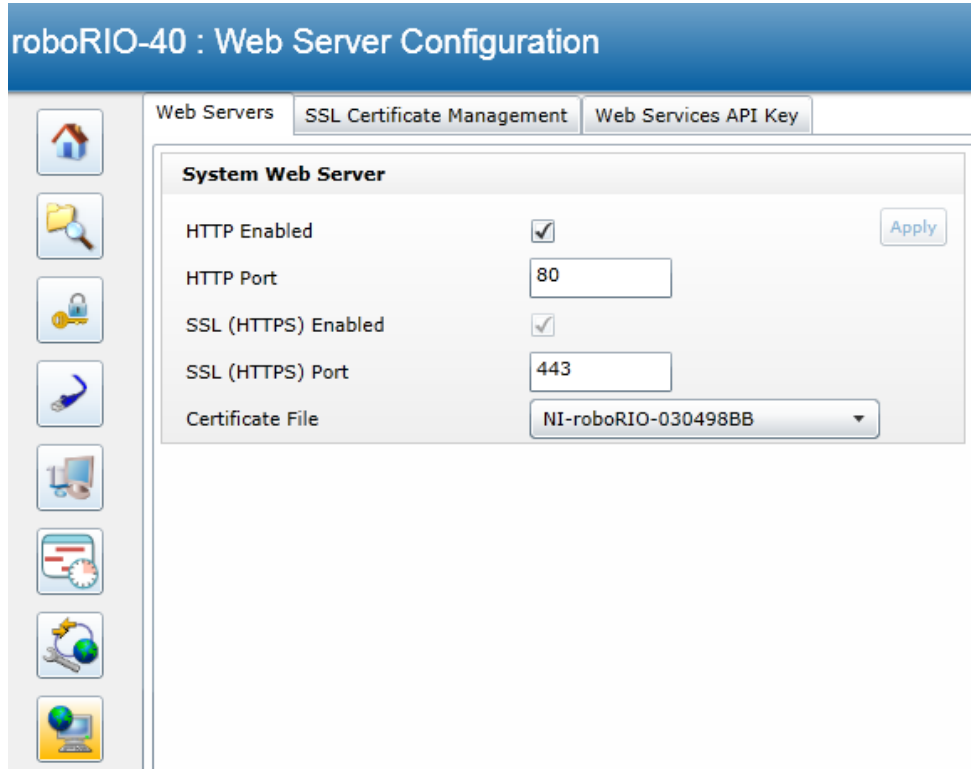 roboRIO-40 : Web Server Configuration
Web Servers SSL Certificate Management Web Services API Key
System Web Server
HTTP Enabled Apply
HTTP Port 80
SSL (HTTPS) Enabled
SSL (HTTPS) Port 443
Certificate File NI-roboRIO-030498BB